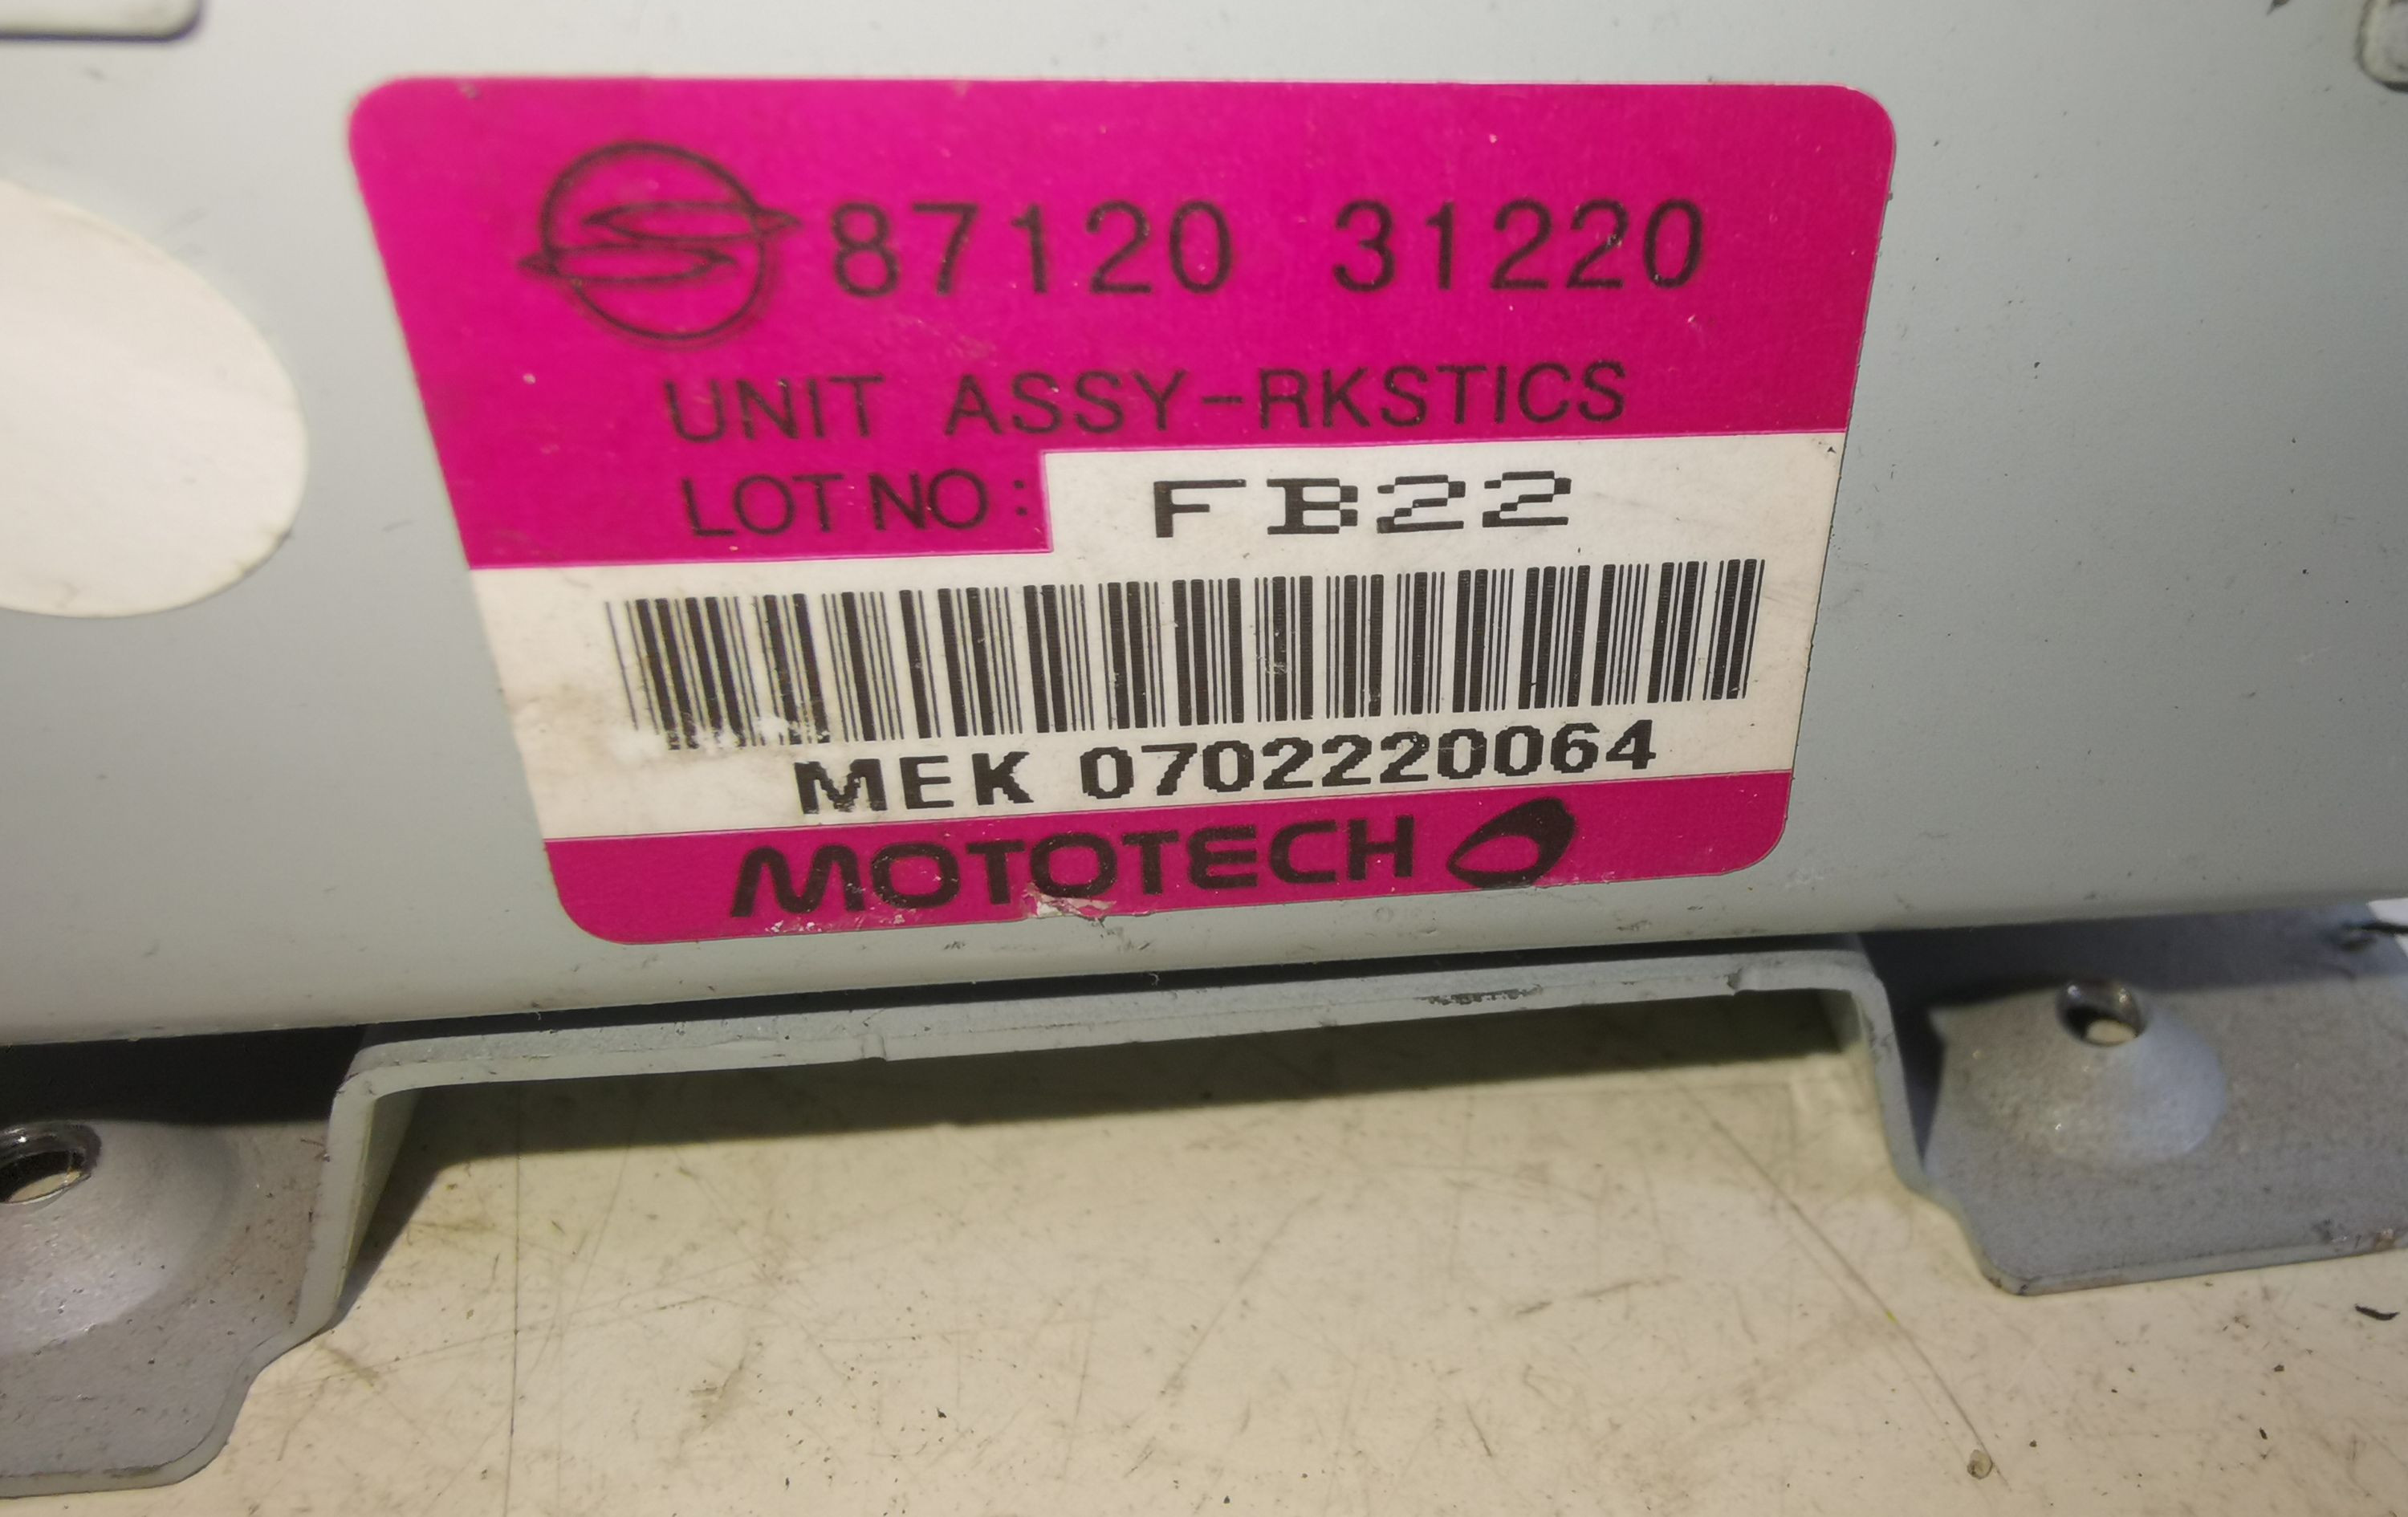 87120 31220
UNIT ASSY-RKSTICS
LOT NO: FB22
MEK 0702220064
MOTOTECH